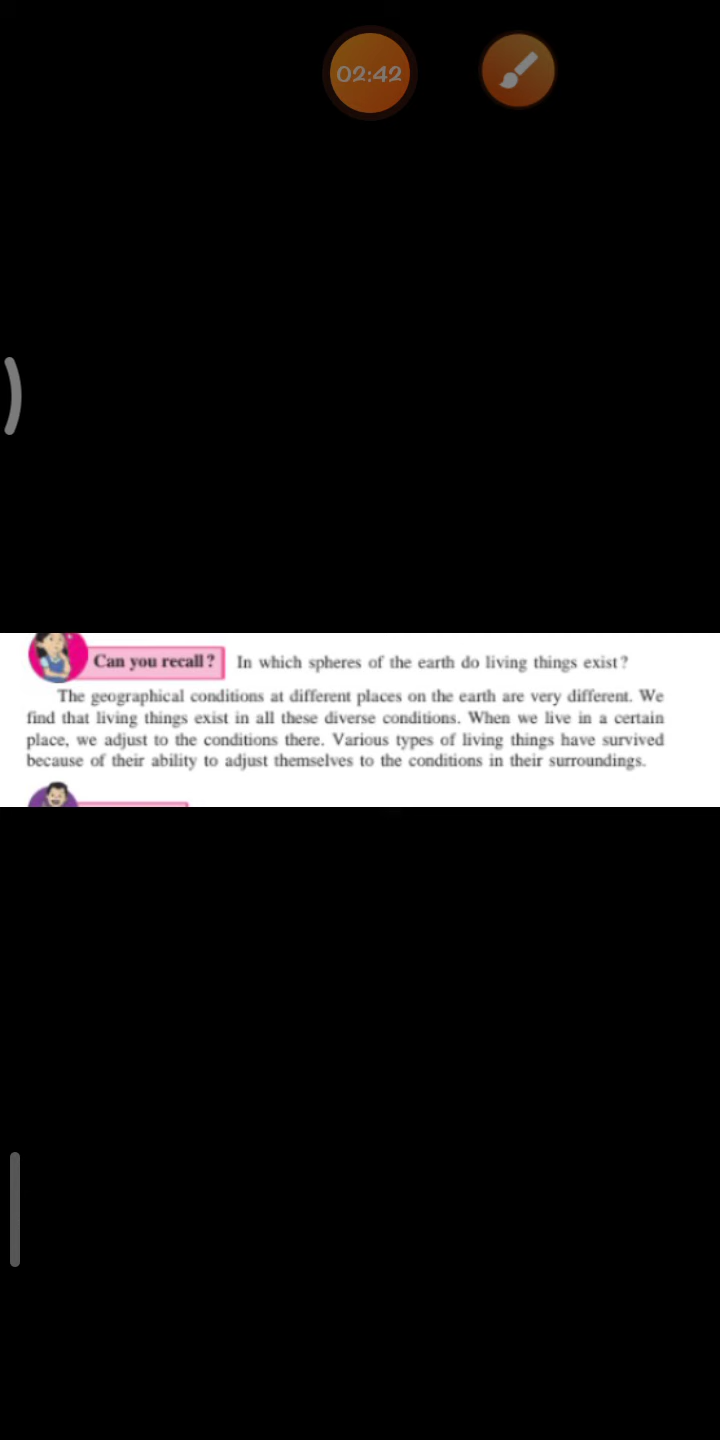 02:42
Can you recall? In which spheres of the earth do living things exist?
The geographical conditions at different places on the earth are very different. We
find that living things exist in all these diverse conditions. When we live in a certain
place, we adjust to the conditions there. Various types of living things have survived
because of their ability to adjust themselves to the conditions in their surroundings.